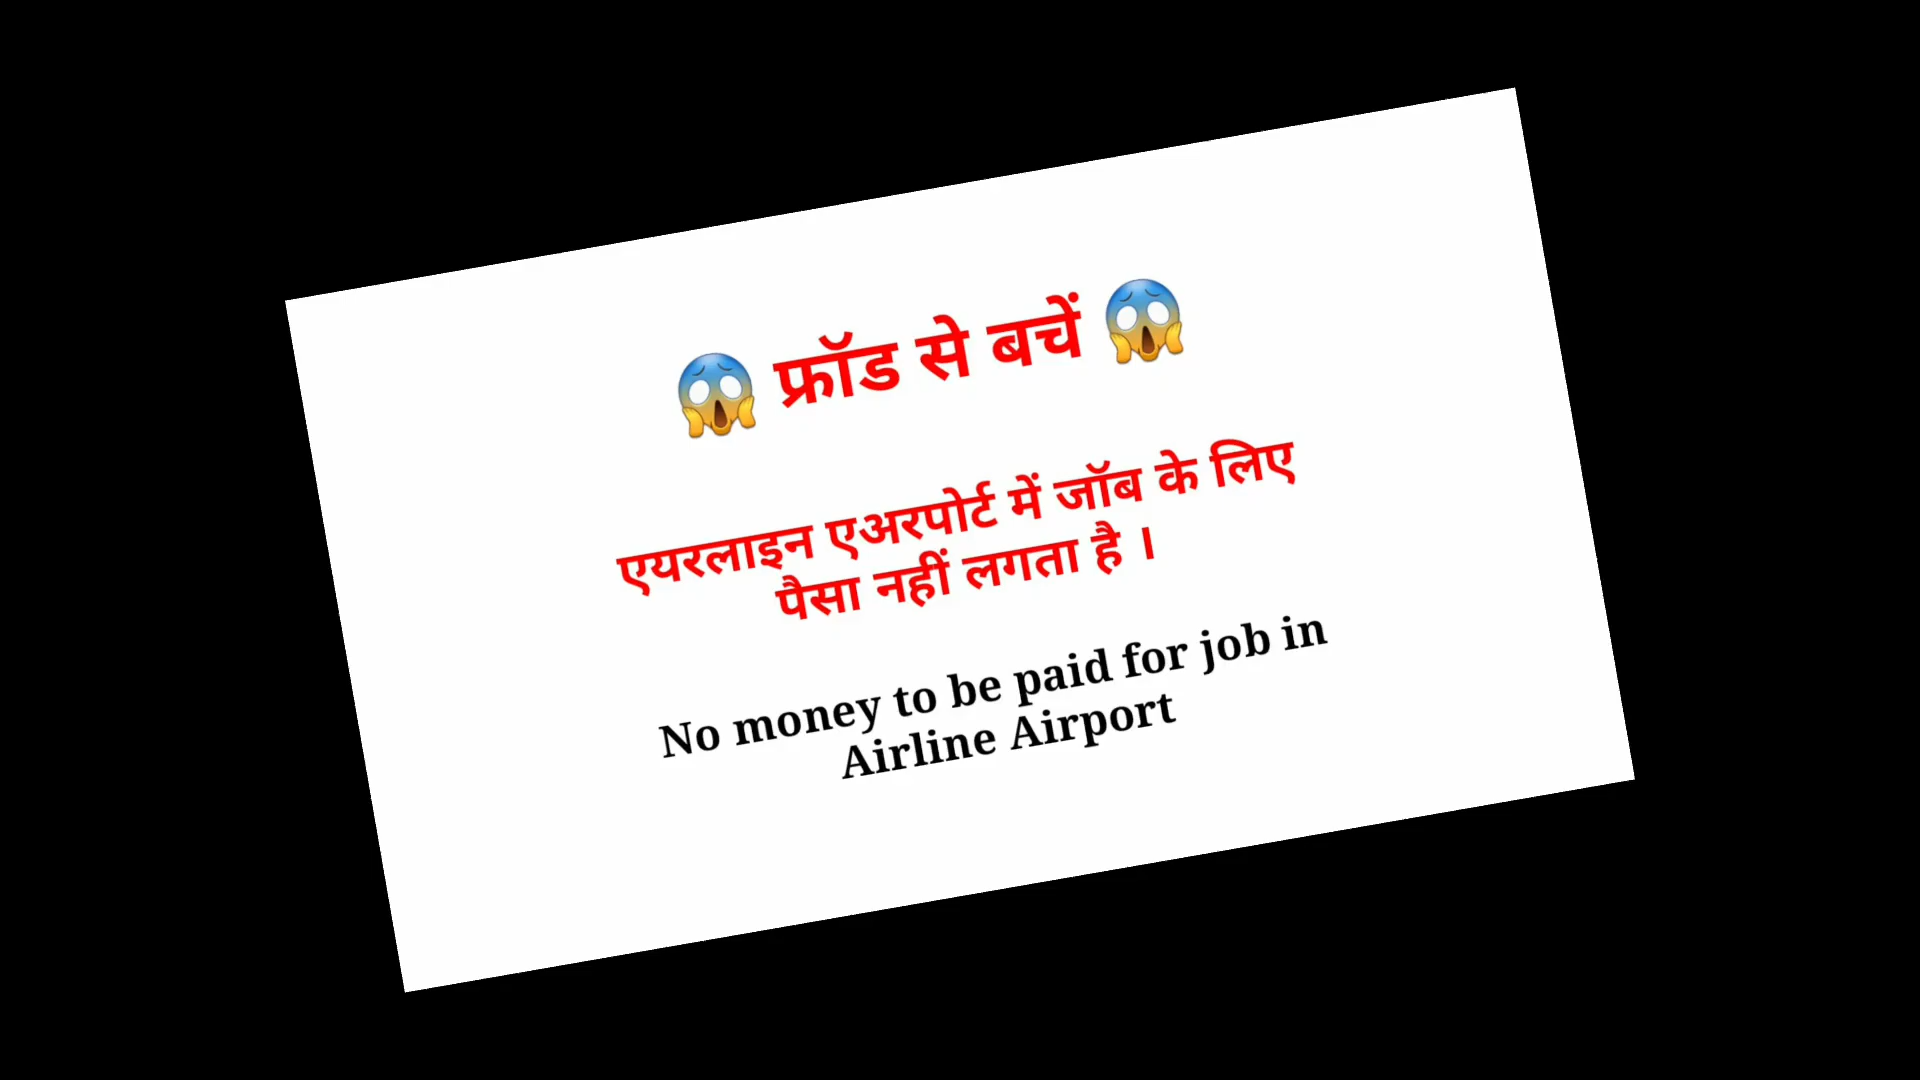 😱 फ्रॉड से बचें 😱
एयरलाइन एअरपोर्ट में जॉब के लिए
पैसा नहीं लगता है ।
No money to be paid for job in
Airline Airport